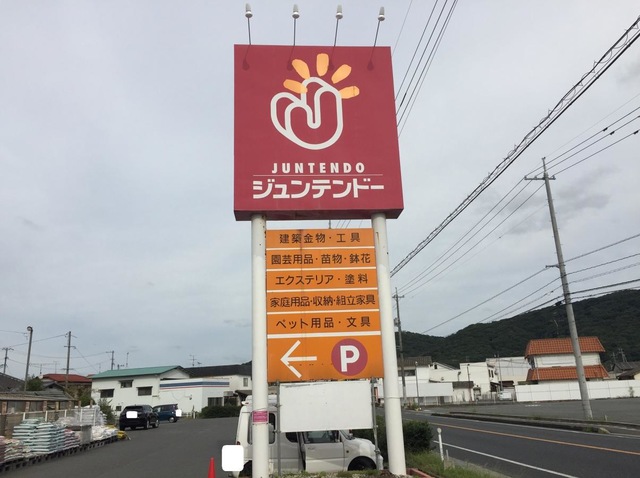 JUNTENDO
ジュンテンドー
建築金物・工具
園芸用品・苗物・鉢花
エクステリア・塗料
家庭用品・収納・組立家具
ペット用品・文具
P